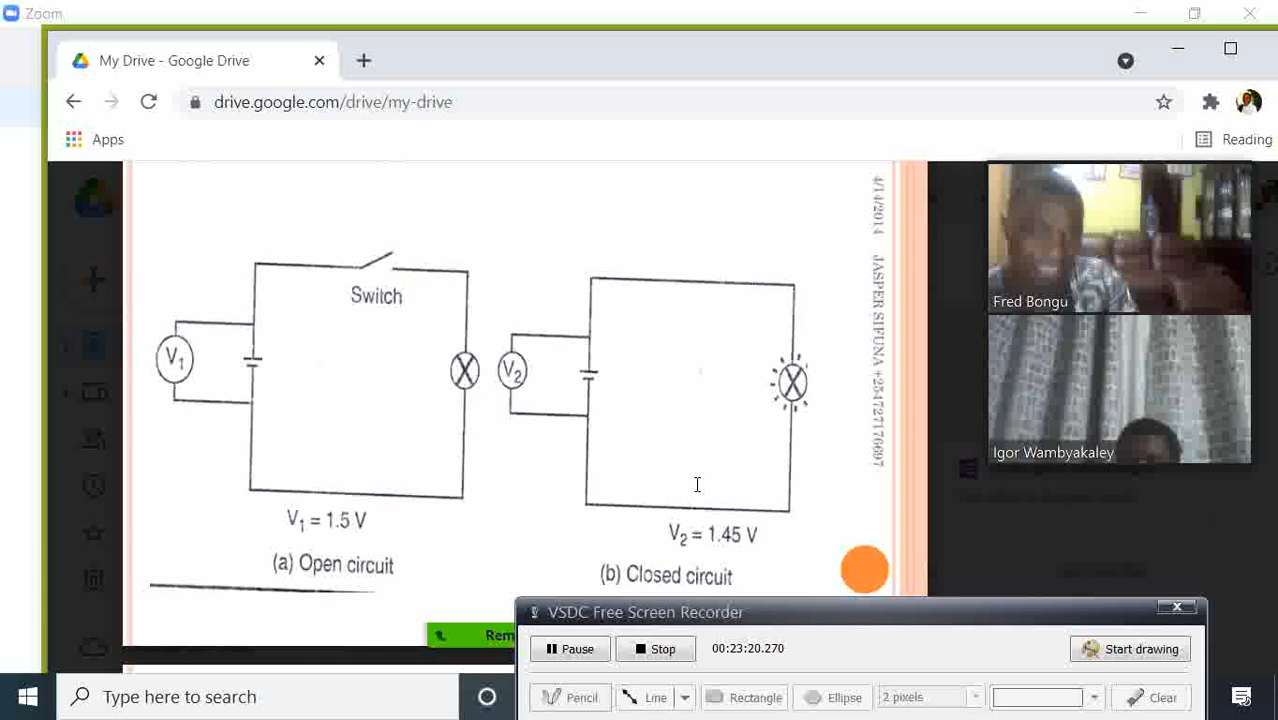 Zoom
My Drive - Google Drive
drive.google.com/drive/my-drive
Apps
Reading
4/14/2014 JASPER SIFUNA +254727176697
Switch
V1
V2
V1 = 1.5 V
(a) Open circuit
V2 = 1.45 V
(b) Closed circuit
Fred Bongu
Igor Wambyakaley
Rem
VSDC Free Screen Recorder
Pause
Stop
00:23:20.270
Start drawing
Pencil
Line
Rectangle
Ellipse
2 pixels
Clear
Type here to search